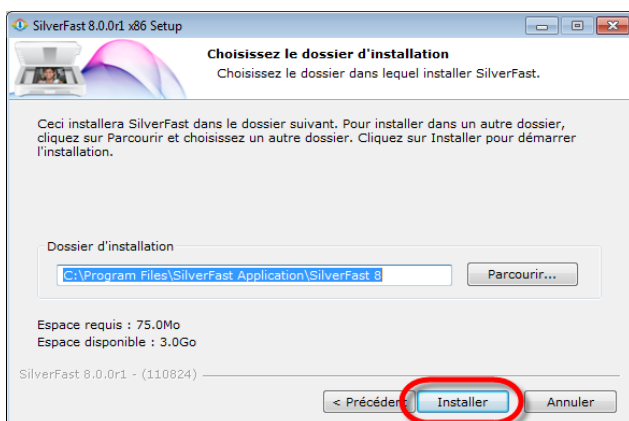 SilverFast 8.0.0r1 x86 Setup
Choisissez le dossier d'installation
Choisissez le dossier dans lequel installer SilverFast.
Ceci installera SilverFast dans le dossier suivant. Pour installer dans un autre dossier,
cliquez sur Parcourir et choisissez un autre dossier. Cliquez sur Installer pour démarrer
l'installation.
Dossier d'installation
C:\Program Files\SilverFast Application\SilverFast 8
Parcourir...
Espace requis : 75.0Mo
Espace disponible : 3.0Go
SilverFast 8.0.0r1 - (110824)
< Précédent Installer Annuler